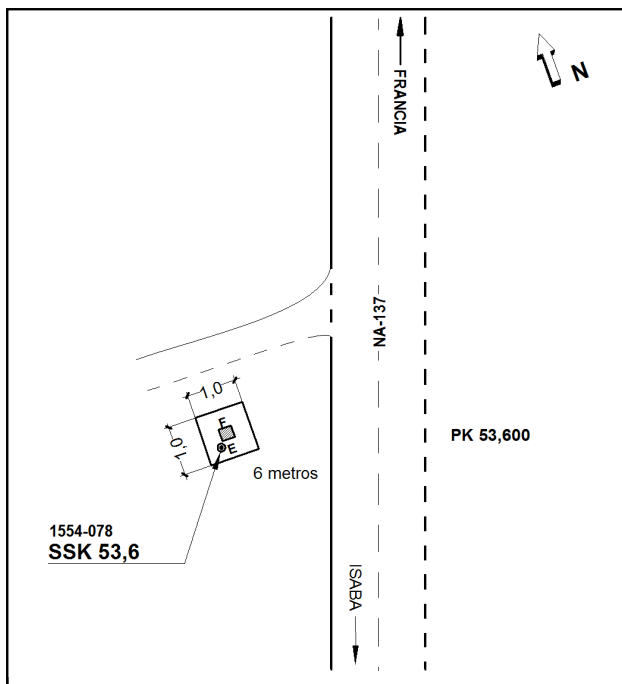 FRANCIA
N
NA-137
1,0
1,0
F
E
PK 53,600
6 metros
1554-078
SSK 53,6
ISABA